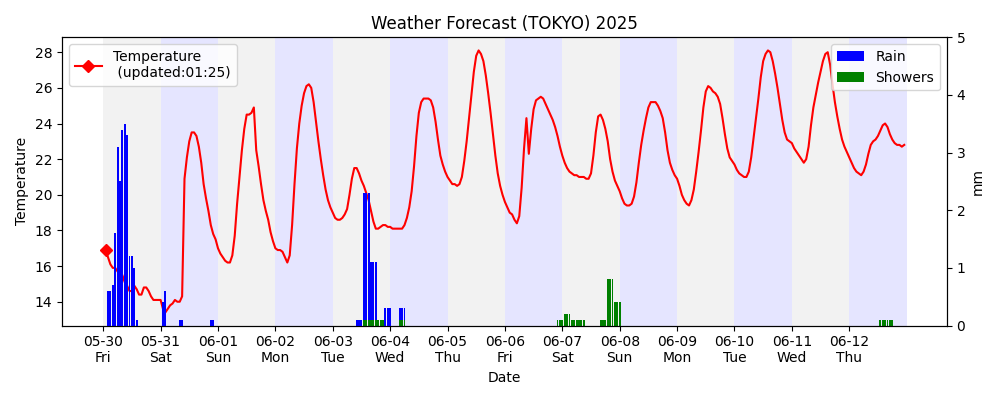 Weather Forecast (TOKYO) 2025
Temperature
(updated:01:25)
Rain
Showers
Temperature
28
26
24
22
20
18
16
14
5
4
3
2
1
0
mm
05-30 05-31 06-01 06-02 06-03 06-04 06-05 06-06 06-07 06-08 06-09 06-10 06-11 06-12
Fri Sat Sun Mon Tue Wed Thu Fri Sat Sun Mon Tue Wed Thu
Date